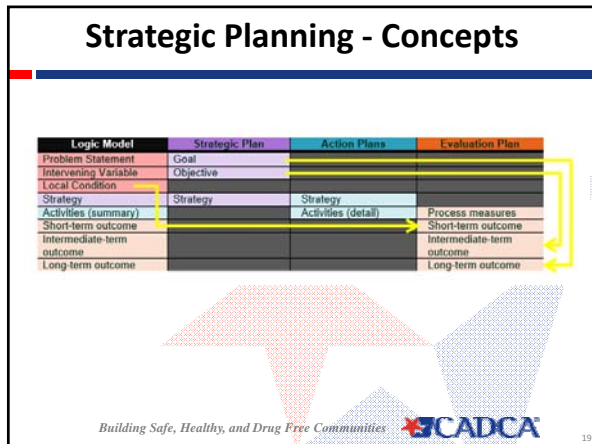 Strategic Planning - Concepts
Logic Model Strategic Plan Action Plans Evaluation Plan
Problem Statement Goal
Intervening Variable Objective
Local Condition
Strategy Strategy Strategy
Activities (summary) Activities (detail) Process measures
Short-term outcome Short-term outcome
Intermediate-term Intermediate-term
outcome outcome
Long-term outcome Long-term outcome
Building Safe, Healthy, and Drug Free Communities CADCA
19